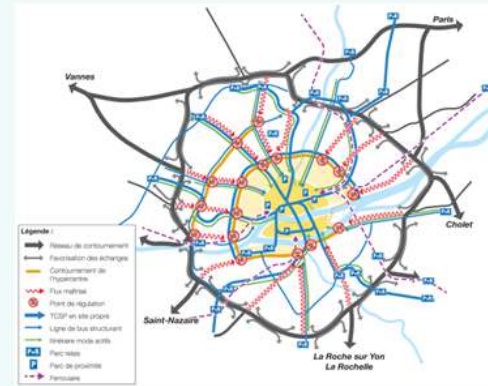 Paris
Vannes
P+R
P
Cholet
Saint-Nazaire
La Roche sur Yon
La Rochelle
Légende :
Réseau de contournement
Favorisation des échanges
Contournement de
l'hypercentre
Flux maîtrisé
Point de régulation
TCSP en site propre
Ligne de bus structurant
Itinéraire mode actifs
P+R Parc relais
P Parc de proximité
Ferroviaire